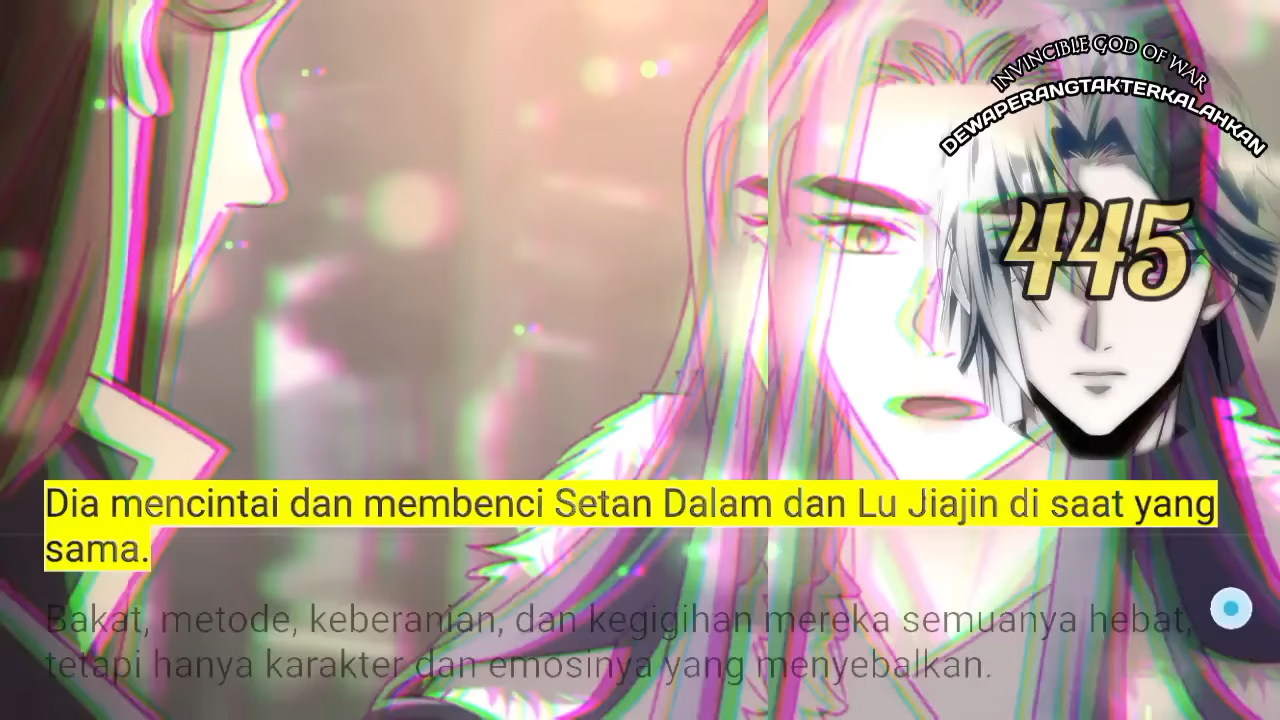 INVINCIBLE GOD OF WAR
DEWAPERANGTAKTERKALAHKAN
445
Dia mencintai dan membenci Setan Dalam dan Lu Jiajin di saat yang
sama.
Bakat, metode, keberanian, dan kegigihan mereka semuanya hebat,
tetapi hanya karakter dan emosinya yang menyebalkan.